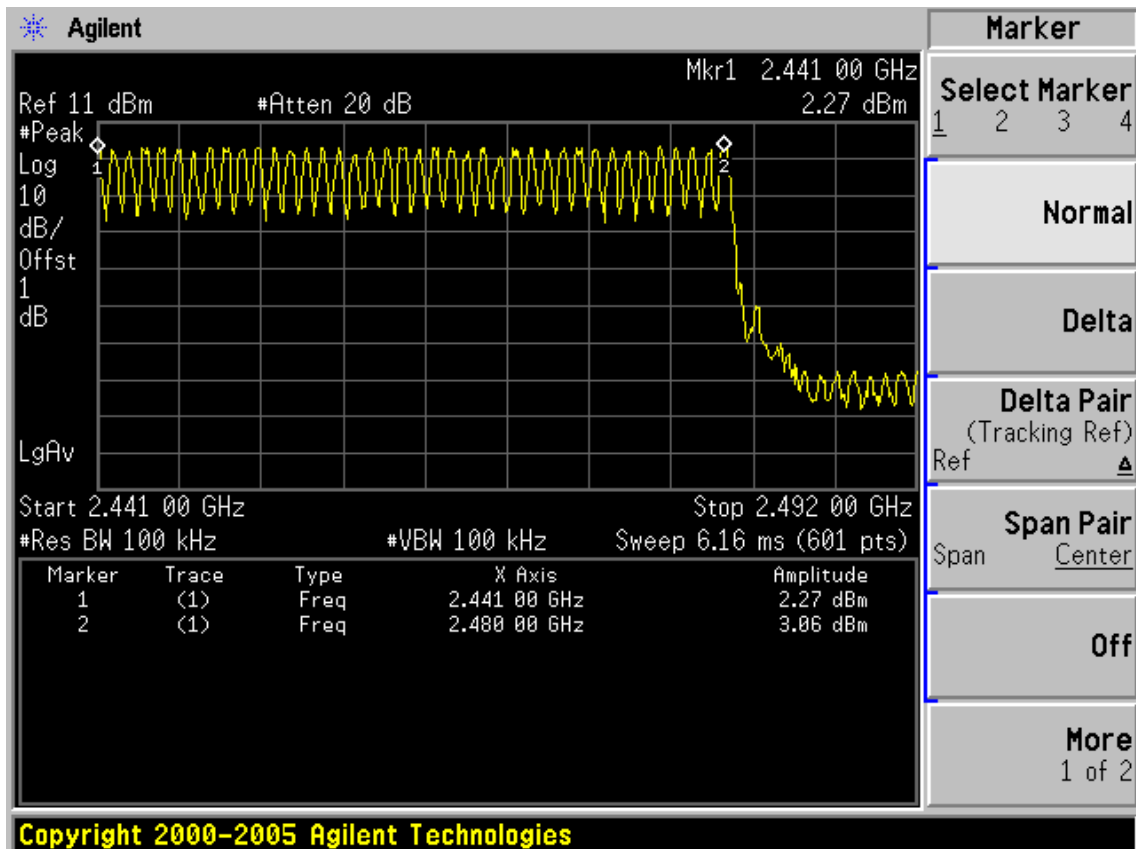 Agilent
Marker
Mkr1 2.441 00 GHz
Ref 11 dBm #Atten 20 dB 2.27 dBm
#Peak
Log
10
dB/
Offst
1
dB
LgAv
1
2
Start 2.441 00 GHz Stop 2.492 00 GHz
#Res BW 100 kHz #VBW 100 kHz Sweep 6.16 ms (601 pts)
Marker Trace Type X Axis Amplitude
1 (1) Freq 2.441 00 GHz 2.27 dBm
2 (1) Freq 2.480 00 GHz 3.06 dBm
Select Marker
1 2 3 4
Normal
Delta
Delta Pair
(Tracking Ref)
Ref Δ
Span Pair
Span Center
Off
More
1 of 2
Copyright 2000-2005 Agilent Technologies